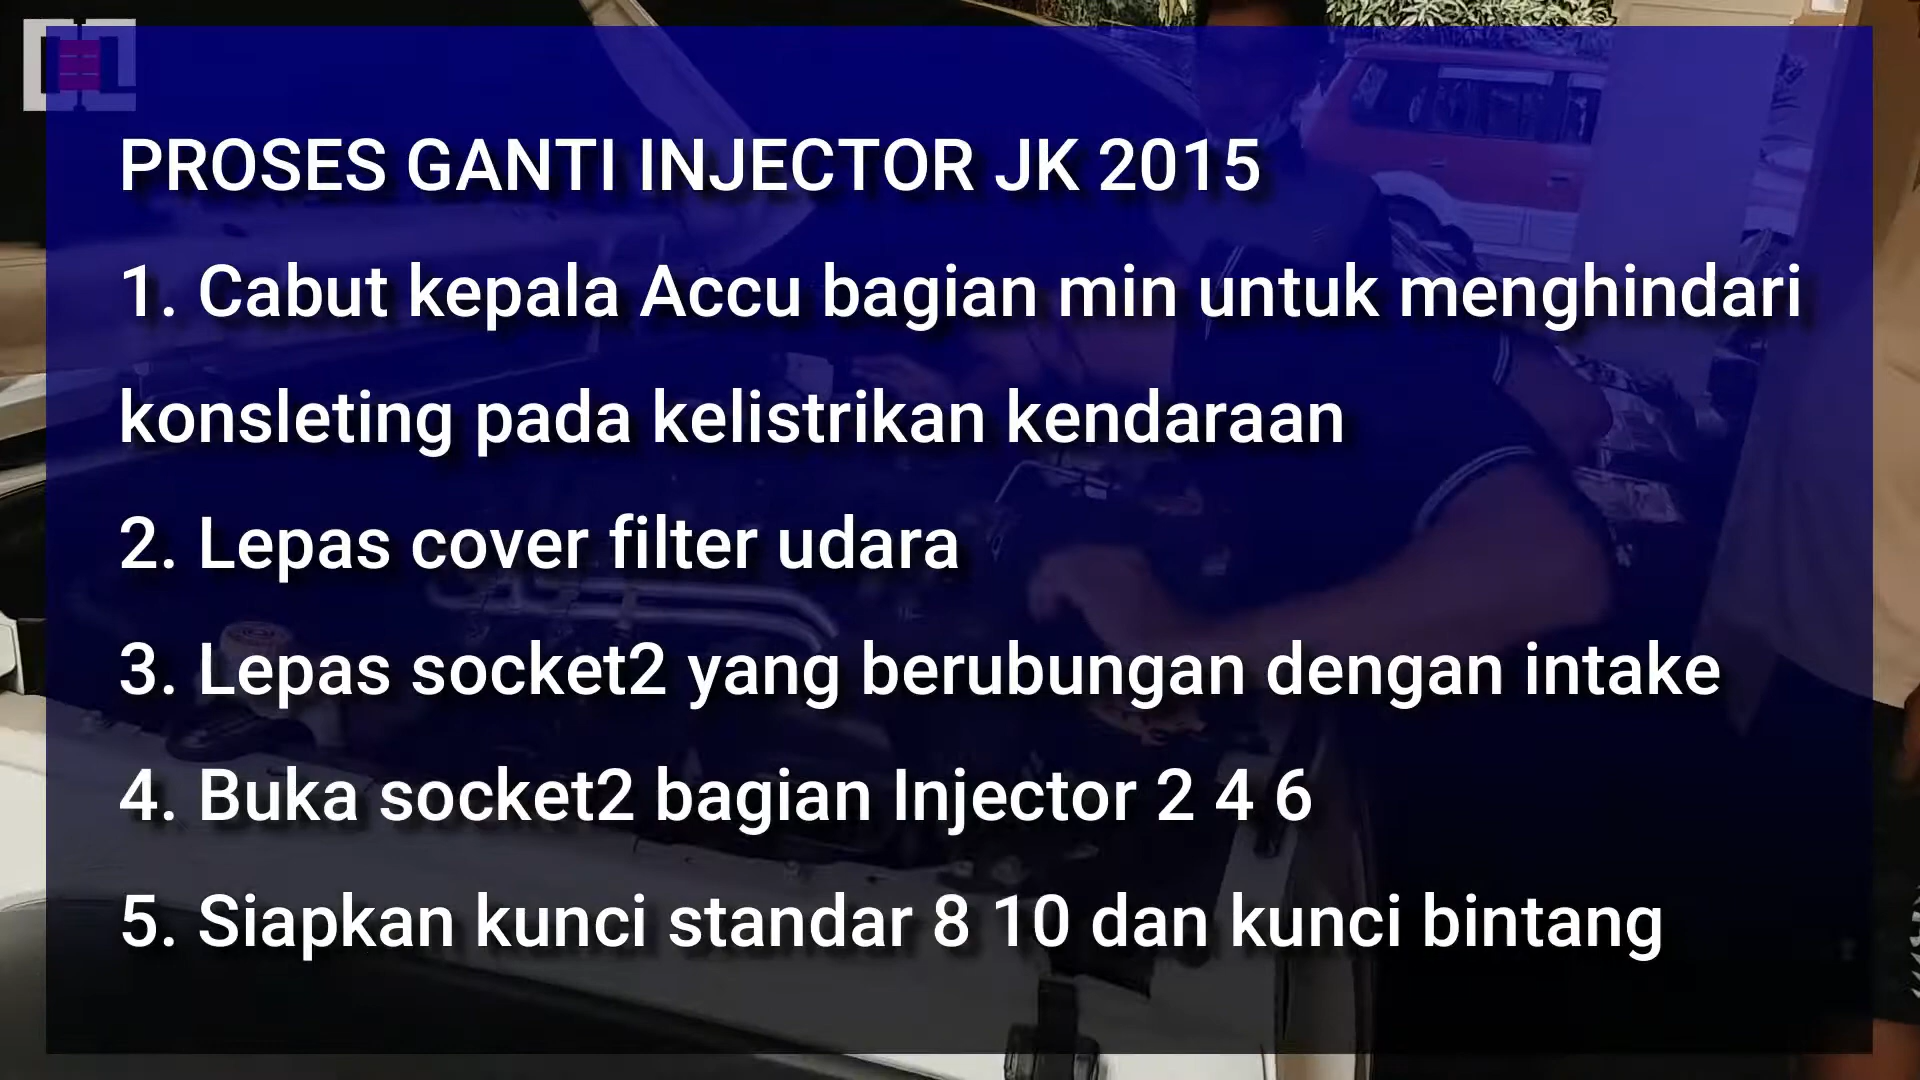 PROSES GANTI INJECTOR JK 2015
1. Cabut kepala Accu bagian min untuk menghindari
konsleting pada kelistrikan kendaraan
2. Lepas cover filter udara
3. Lepas socket2 yang berubungan dengan intake
4. Buka socket2 bagian Injector 2 4 6
5. Siapkan kunci standar 8 10 dan kunci bintang